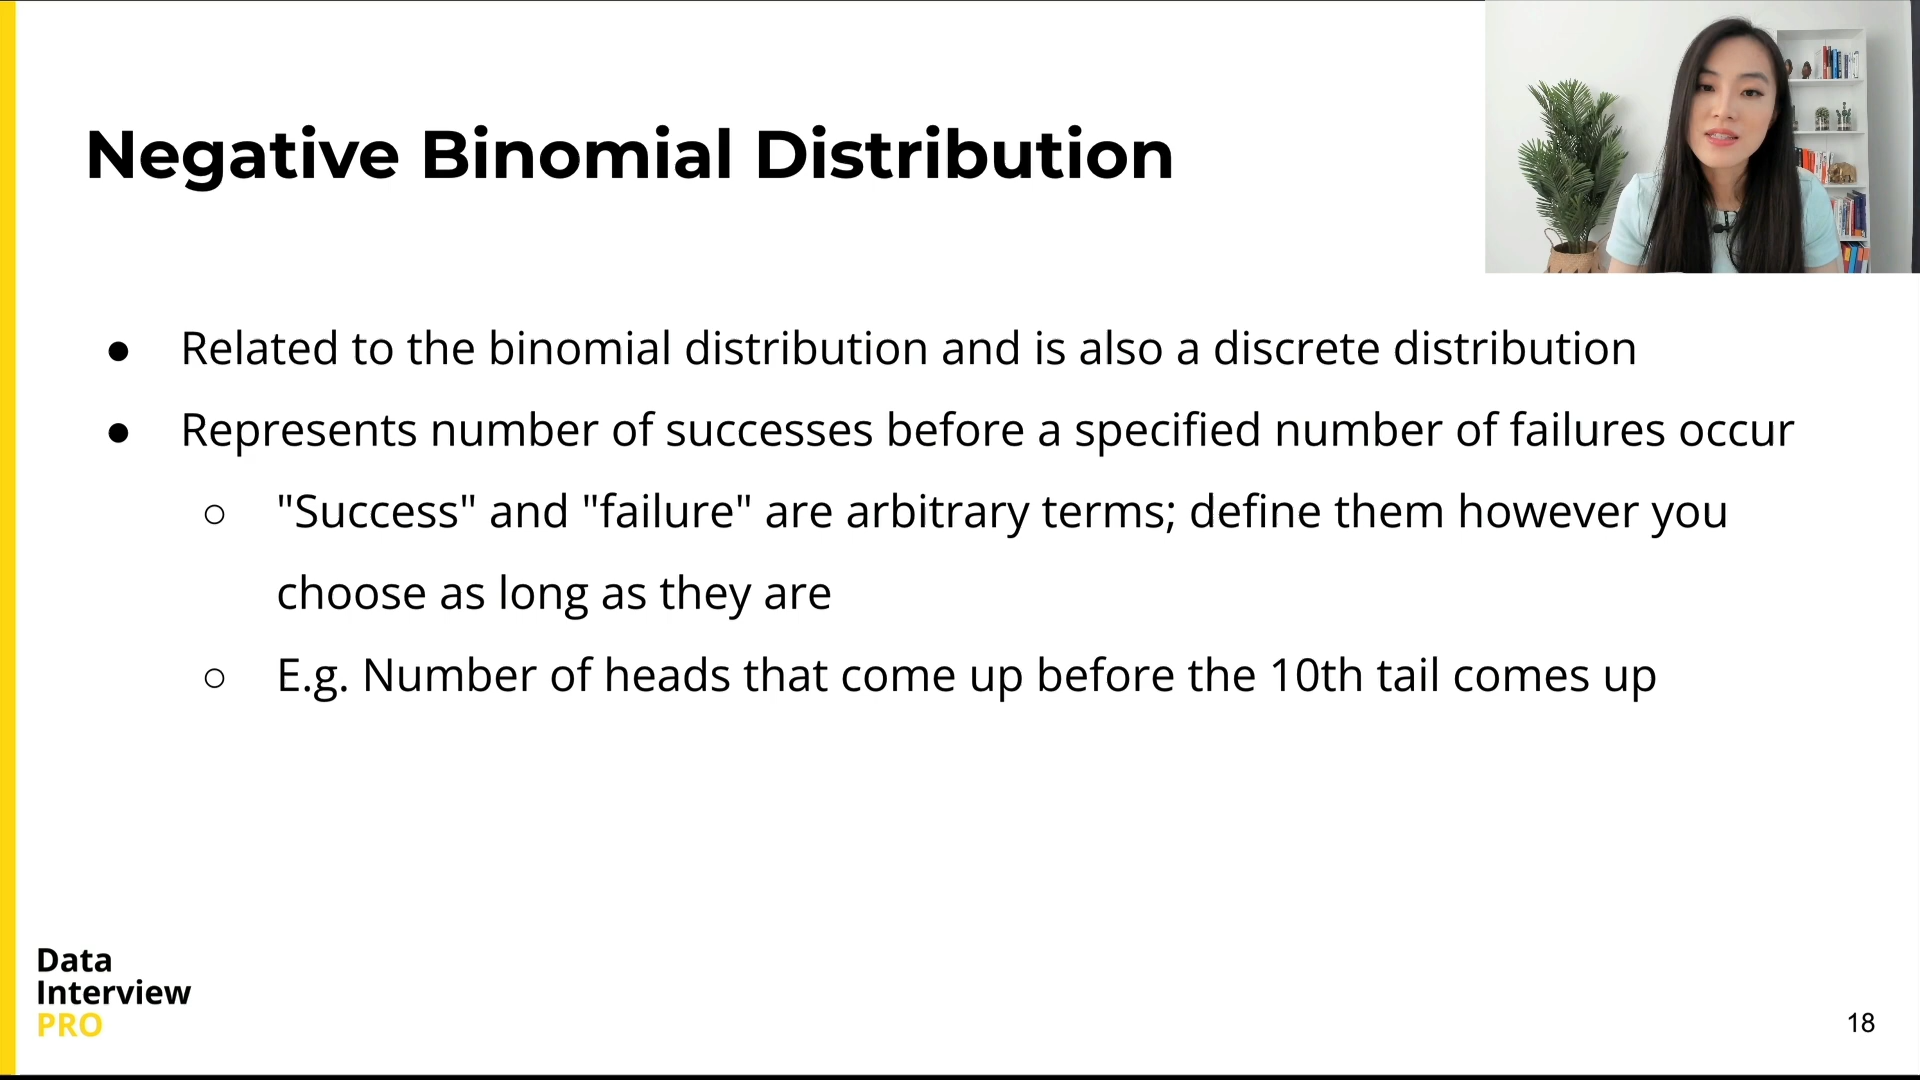 Negative Binomial Distribution
● Related to the binomial distribution and is also a discrete distribution
● Represents number of successes before a specified number of failures occur
○ "Success" and "failure" are arbitrary terms; define them however you
choose as long as they are
○ E.g. Number of heads that come up before the 10th tail comes up
Data
Interview
PRO
18